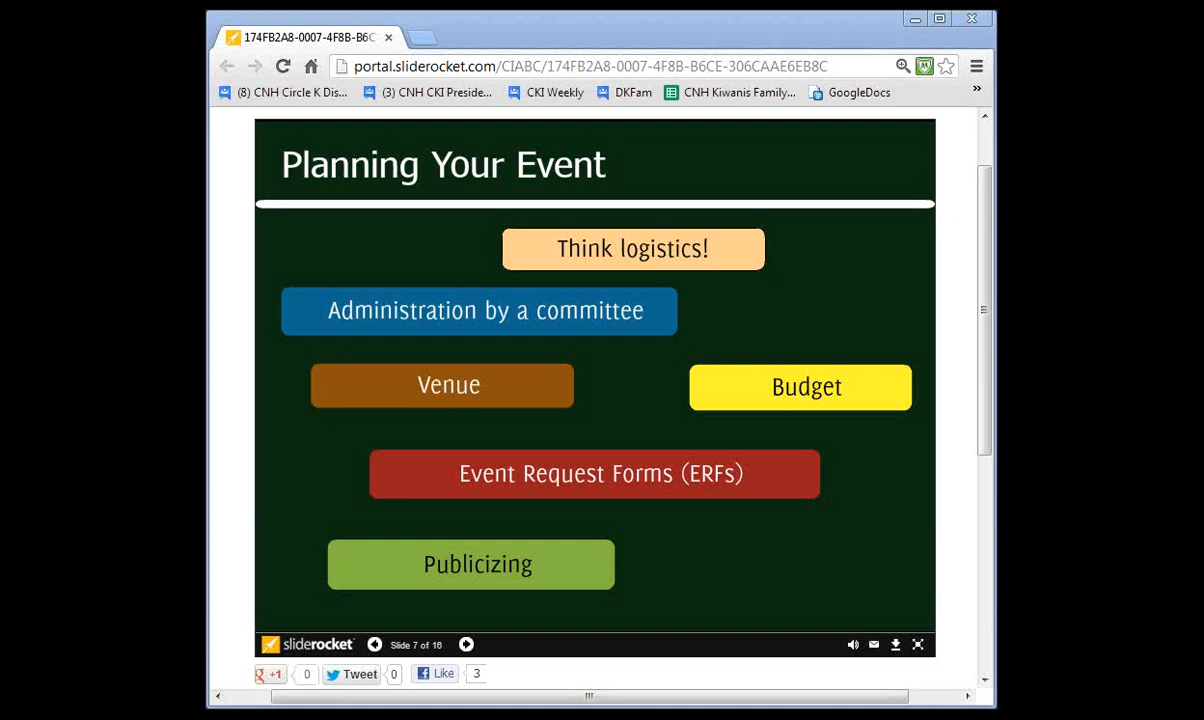 174FB2A8-0007-4F8B-B6C
portal.sliderocket.com/CIABC/174FB2A8-0007-4F8B-B6CE-306CAAE6EB8C
(8) CNH Circle K Dis... (3) CNH CKI Preside... CKI Weekly DKFam CNH Kiwanis Family... GoogleDocs »
Planning Your Event
Think logistics!
Administration by a committee
Venue
Budget
Event Request Forms (ERFs)
Publicizing
sliderocket Slide 7 of 16
g +1 0 Tweet 0 Like 3